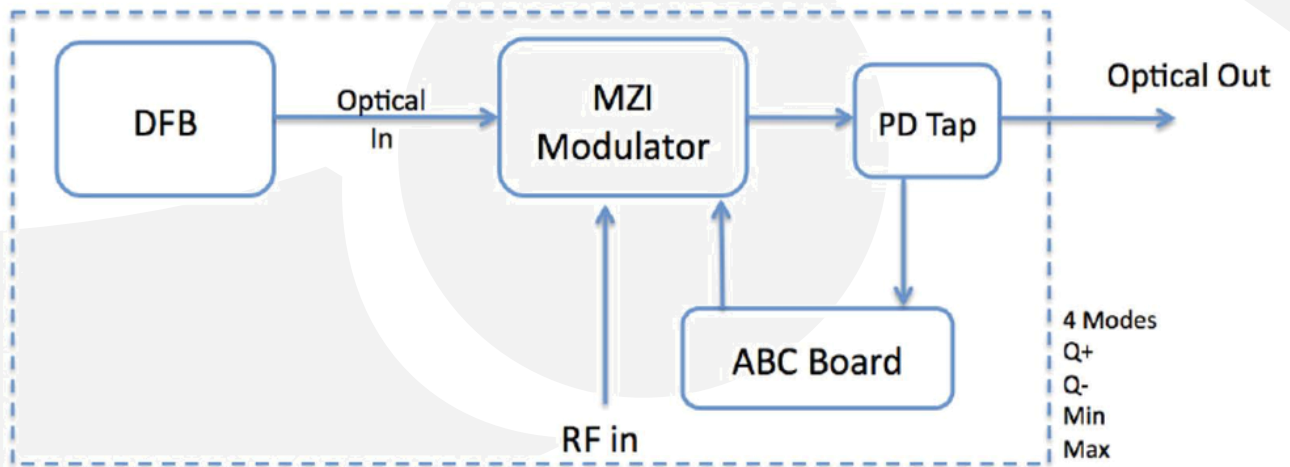 DFB
Optical
In
MZI
Modulator
PD Tap
Optical Out
ABC Board
RF in
4 Modes
Q+
Q-
Min
Max